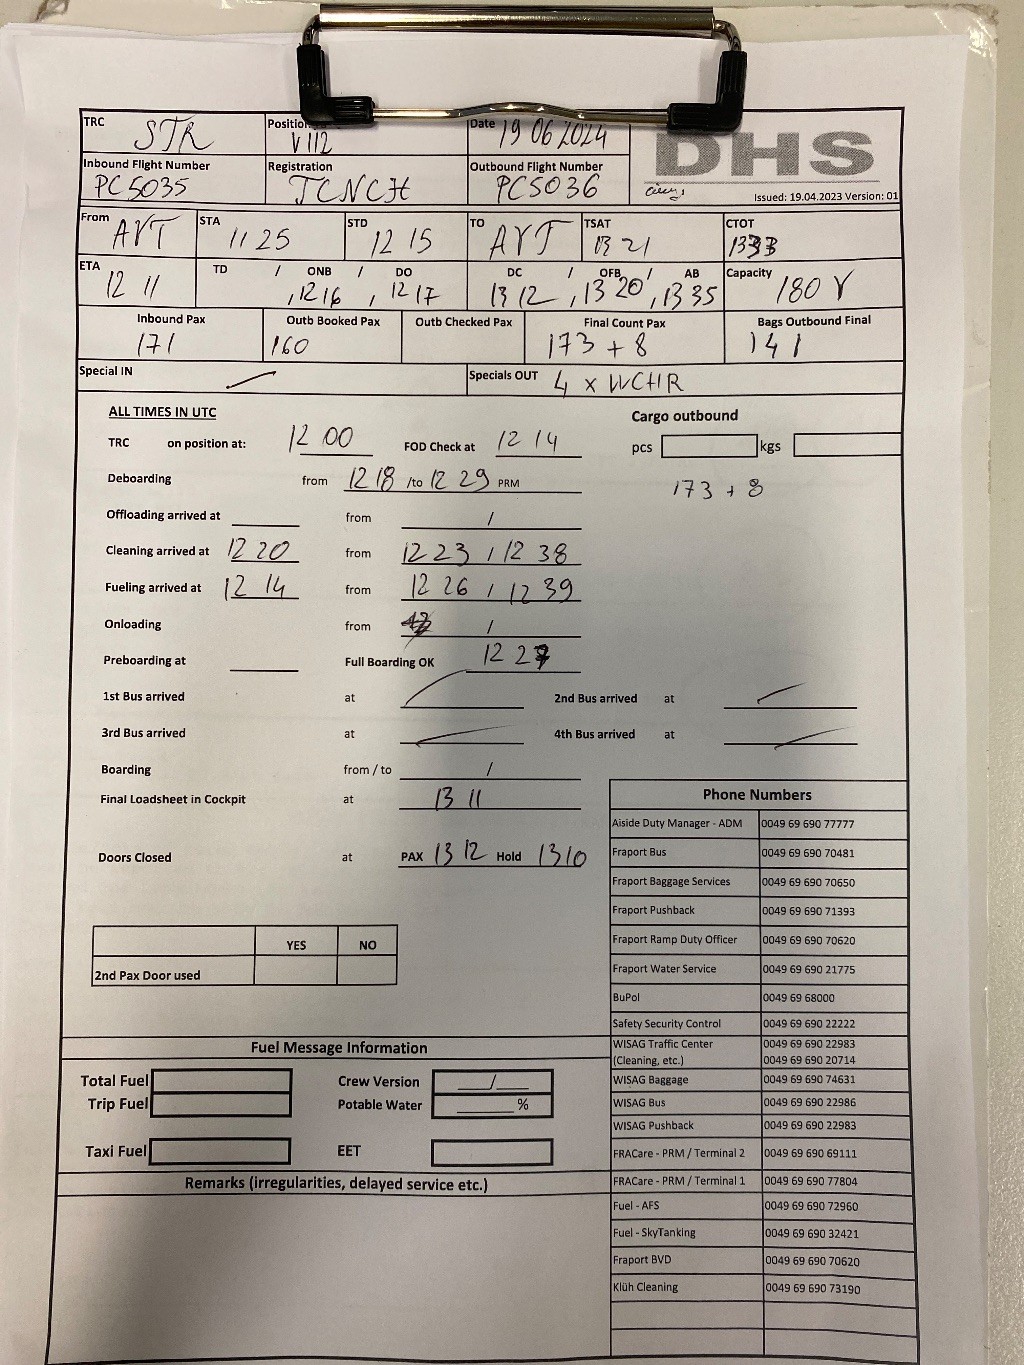 TRC STR Position V112 Date 19 06 2024 DHS
Inbound Flight Number PC5035 Registration TCNCH Outbound Flight Number PC5036 Issued: 19.04.2023 Version: 01
From AYT STA 11 25 STD 12 15 TO AYT TSAT 13 21 CTOT 1333
ETA 12 11 TD / ONB / DO , 12 16 , 12 17 DC / OFB / AB 13 12 , 13 20 , 13 35 Capacity 180 Y
Inbound Pax 171 Outb Booked Pax 160 Outb Checked Pax Final Count Pax 173 + 8 Bags Outbound Final 141
Special IN Specials OUT 4 x WCHR
ALL TIMES IN UTC Cargo outbound
TRC on position at: 12 00 FOD Check at 12 14 pcs kgs
Deboarding from 12 18 /to 12 29 PRM 173 + 8
Offloading arrived at from /
Cleaning arrived at 12 20 from 12 23 / 12 38
Fueling arrived at 12 14 from 12 26 / 12 39
Onloading from /
Preboarding at Full Boarding OK 12 27
1st Bus arrived at 2nd Bus arrived at
3rd Bus arrived at 4th Bus arrived at
Boarding from / to /
Final Loadsheet in Cockpit at 13 11
Doors Closed at PAX 13 12 Hold 13 10
YES NO
2nd Pax Door used
Fuel Message Information
Total Fuel Crew Version /
Trip Fuel Potable Water %
Taxi Fuel EET
Remarks (irregularities, delayed service etc.)
Phone Numbers
Aiside Duty Manager - ADM 0049 69 690 77777
Fraport Bus 0049 69 690 70481
Fraport Baggage Services 0049 69 690 70650
Fraport Pushback 0049 69 690 71393
Fraport Ramp Duty Officer 0049 69 690 70620
Fraport Water Service 0049 69 690 21775
BuPol 0049 69 68000
Safety Security Control 0049 69 690 22222
WISAG Traffic Center 0049 69 690 22983
(Cleaning, etc.) 0049 69 690 20714
WISAG Baggage 0049 69 690 74631
WISAG Bus 0049 69 690 22986
WISAG Pushback 0049 69 690 22983
FRACare - PRM / Terminal 2 0049 69 690 69111
FRACare - PRM / Terminal 1 0049 69 690 77804
Fuel - AFS 0049 69 690 72960
Fuel - SkyTanking 0049 69 690 32421
Fraport BVD 0049 69 690 70620
Klüh Cleaning 0049 69 690 73190